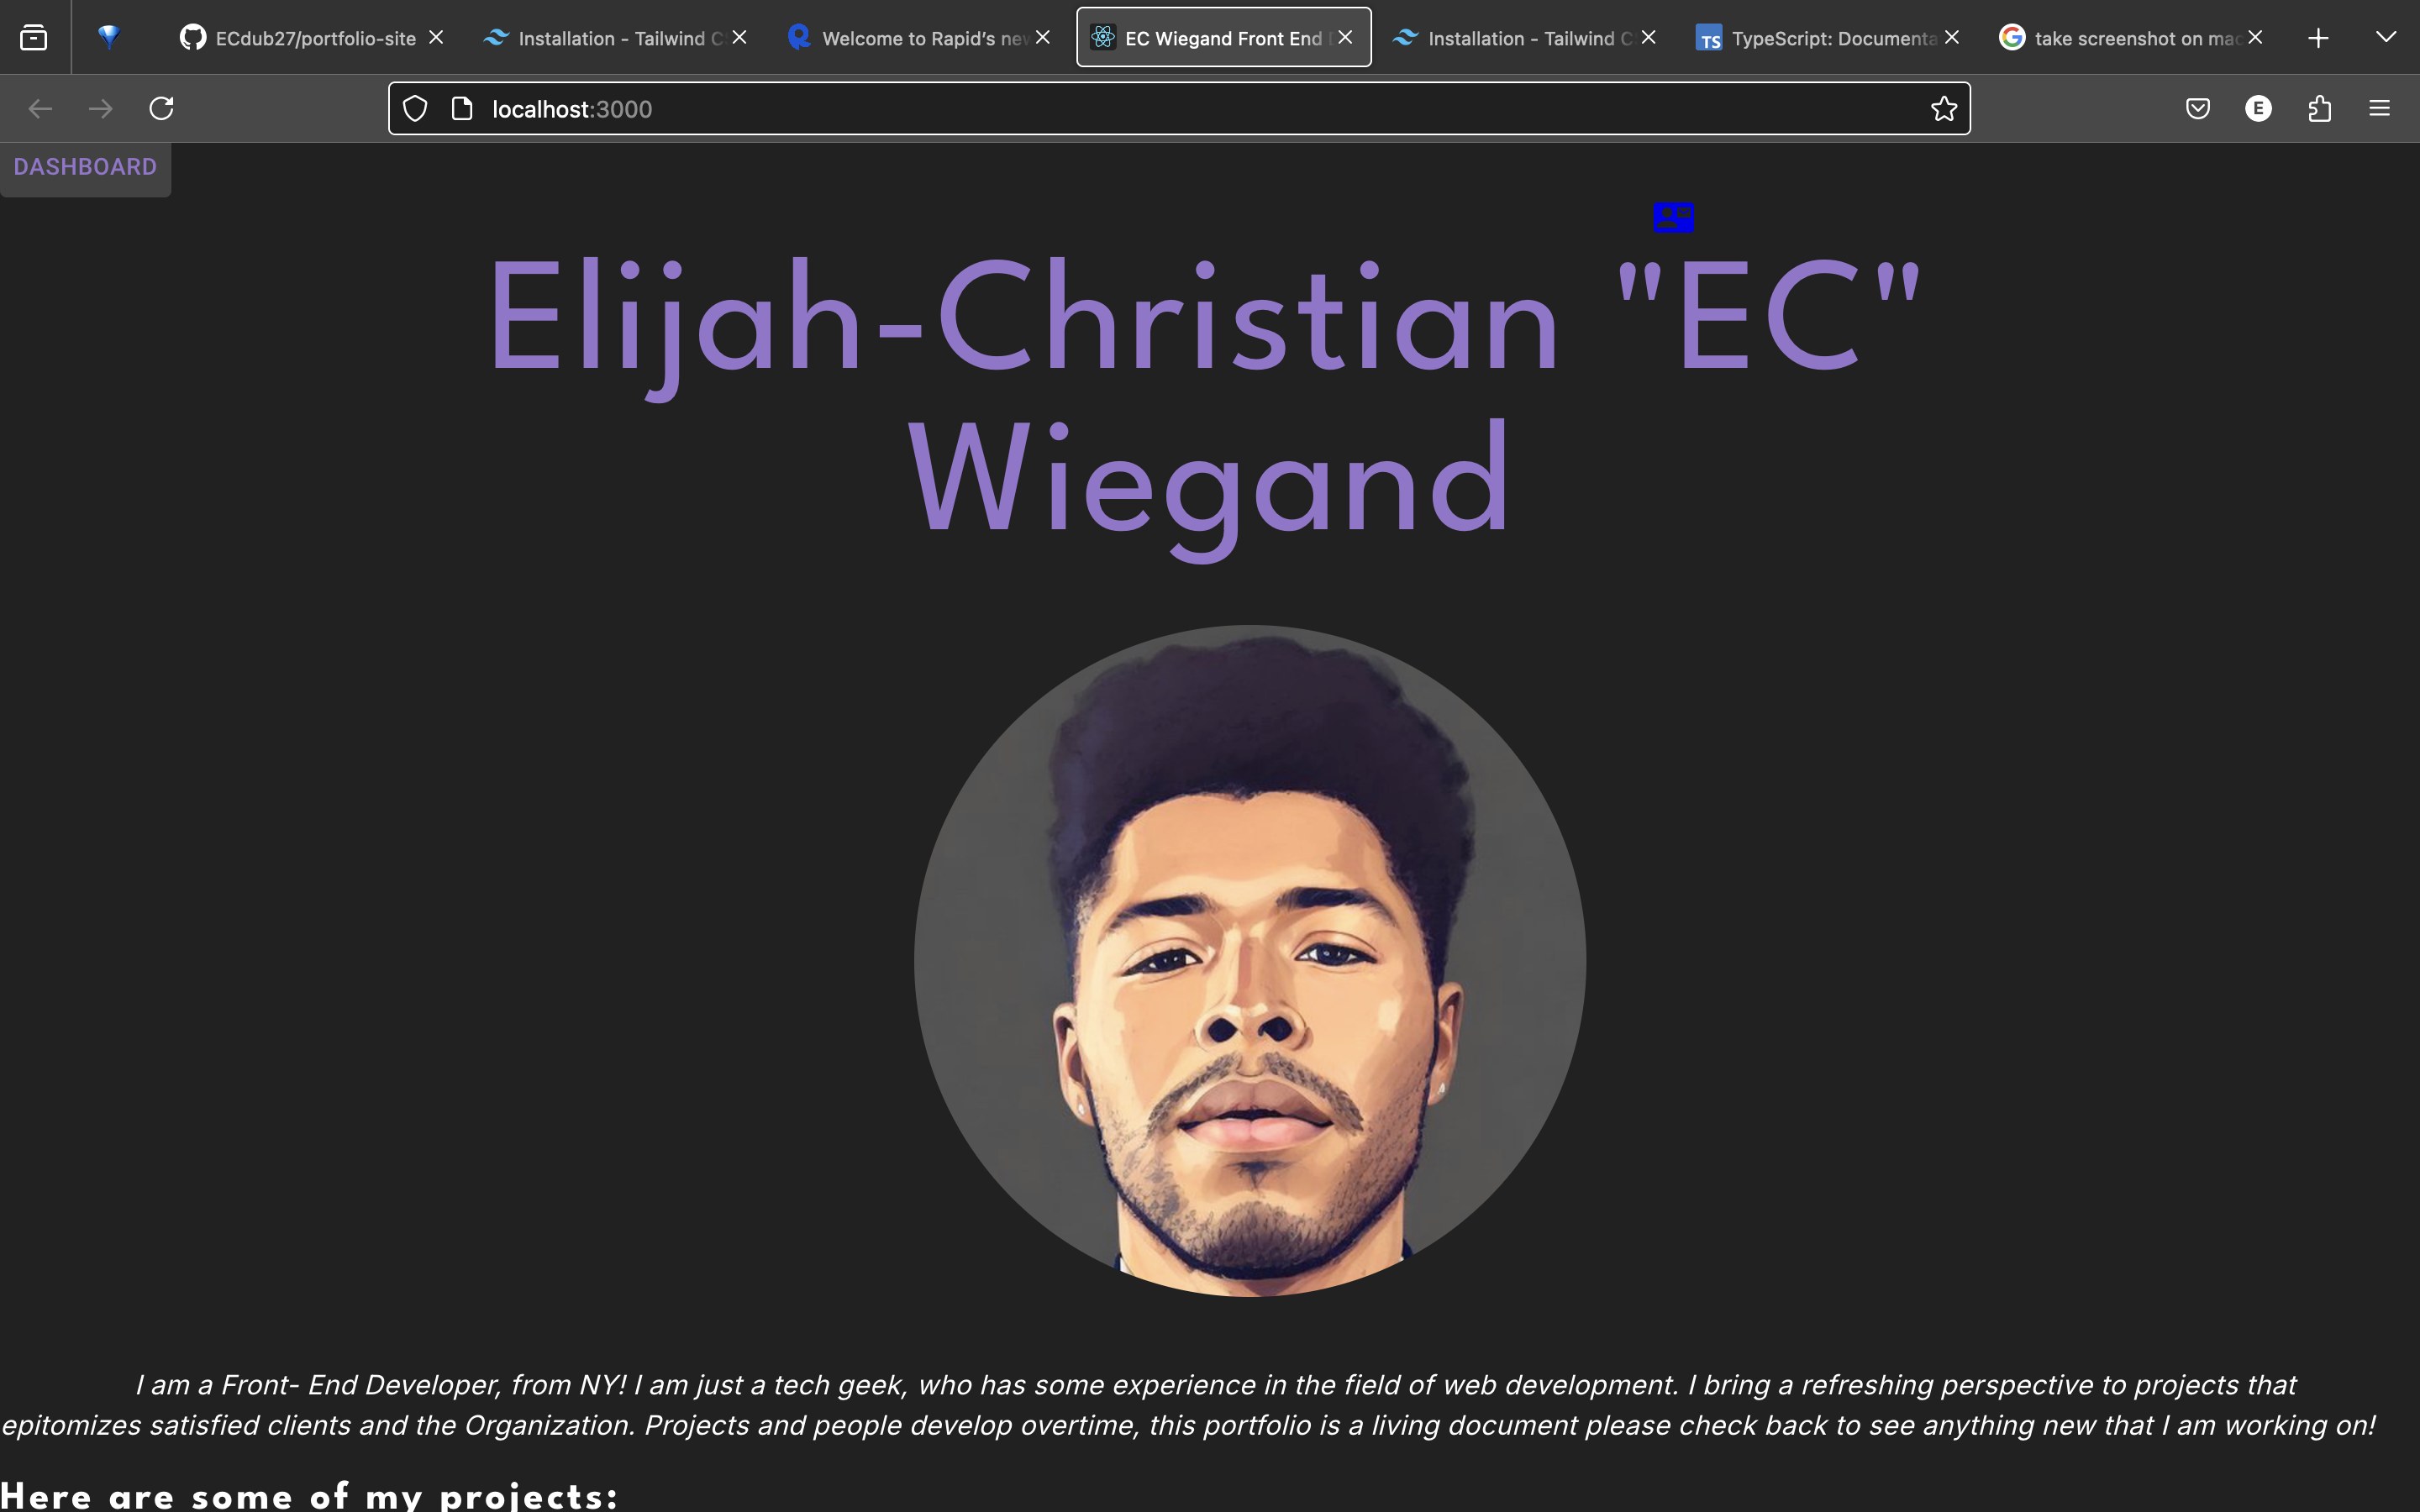 ECdub27/portfolio-site
Installation - Tailwind C
Welcome to Rapid's new
EC Wiegand Front End
Installation - Tailwind C
TypeScript: Documenta
take screenshot on mac
localhost:3000
E
DASHBOARD
Elijah-Christian "EC"
Wiegand
I am a Front- End Developer, from NY! I am just a tech geek, who has some experience in the field of web development. I bring a refreshing perspective to projects that
epitomizes satisfied clients and the Organization. Projects and people develop overtime, this portfolio is a living document please check back to see anything new that I am working on!
Here are some of my projects: